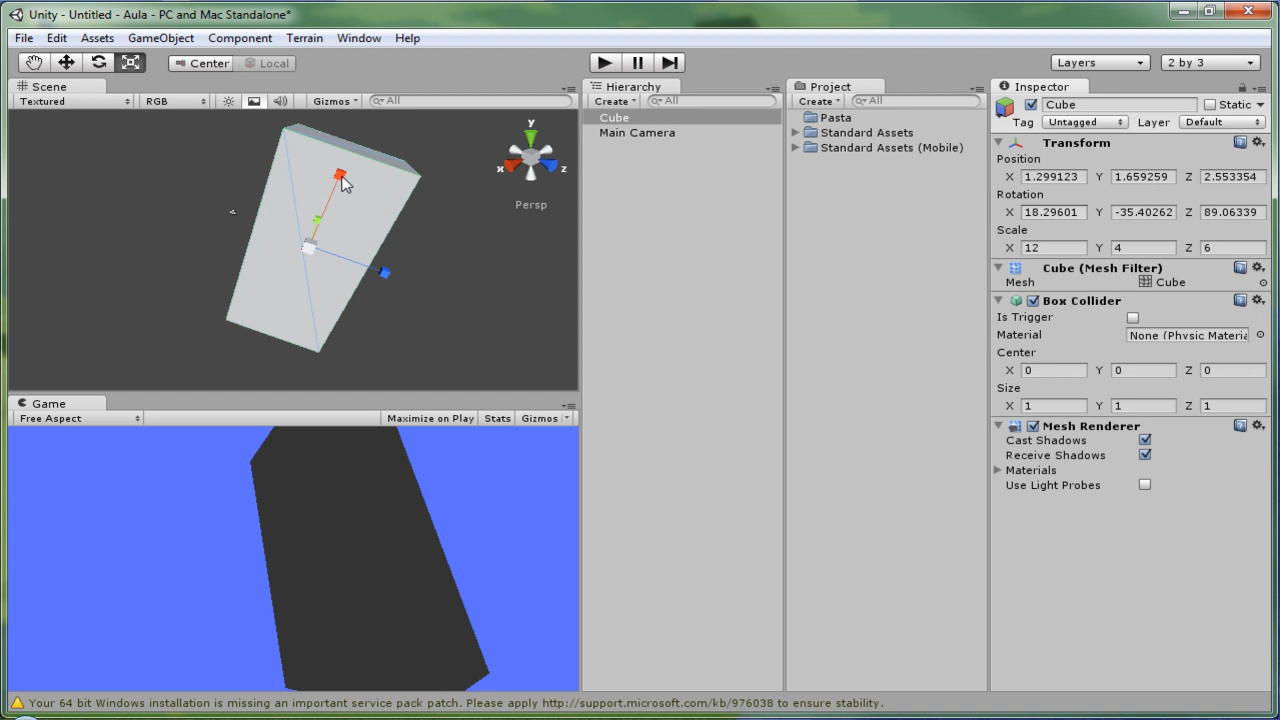 Unity - Untitled - Aula - PC and Mac Standalone*
File Edit Assets GameObject Component Terrain Window Help
Center Local Layers 2 by 3
Scene
Textured RGB Gizmos All
y
x z
Persp
Game
Free Aspect Maximize on Play Stats Gizmos
Hierarchy
Create All
Cube
Main Camera
Project
Create All
Pasta
Standard Assets
Standard Assets (Mobile)
Inspector
Cube Static
Tag Untagged Layer Default
Transform
Position
X 1.299123 Y 1.659259 Z 2.553354
Rotation
X 18.29601 Y -35.40262 Z 89.06339
Scale
X 12 Y 4 Z 6
Cube (Mesh Filter)
Mesh Cube
Box Collider
Is Trigger
Material None (Physic Materia
Center
X 0 Y 0 Z 0
Size
X 1 Y 1 Z 1
Mesh Renderer
Cast Shadows
Receive Shadows
Materials
Use Light Probes
Your 64 bit Windows installation is missing an important service pack patch. Please apply http://support.microsoft.com/kb/976038 to ensure stability.